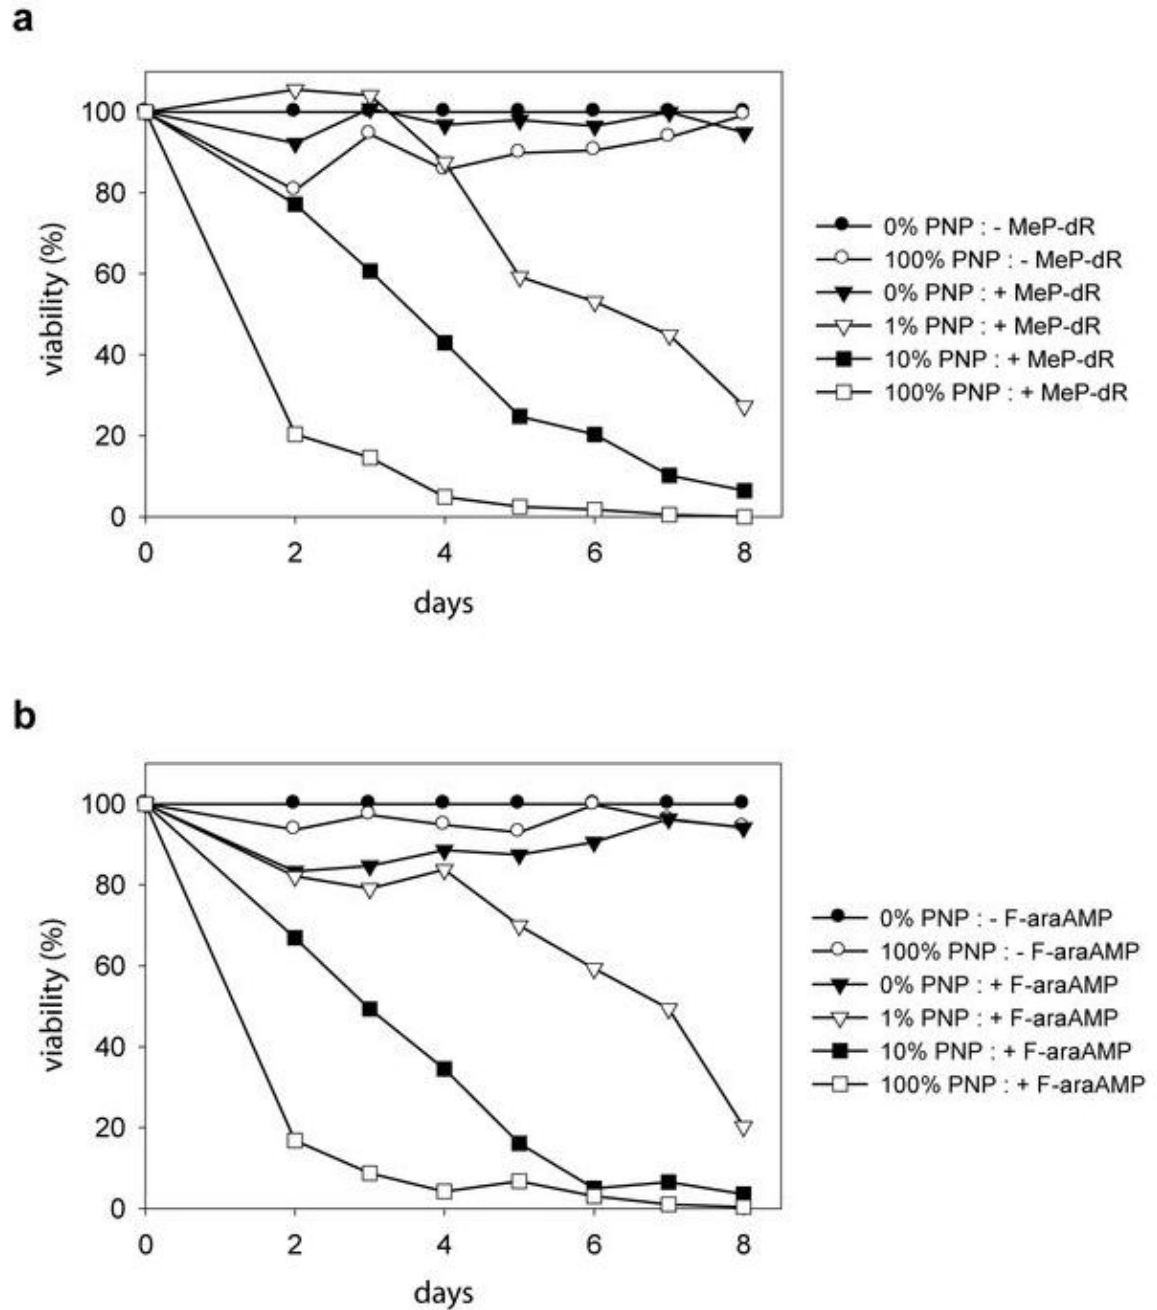 a
100
80
60
40
20
0
viability (%)
0 2 4 6 8
days
0% PNP : - MeP-dR
100% PNP : - MeP-dR
0% PNP : + MeP-dR
1% PNP : + MeP-dR
10% PNP : + MeP-dR
100% PNP : + MeP-dR
b
100
80
60
40
20
0
viability (%)
0 2 4 6 8
days
0% PNP : - F-araAMP
100% PNP : - F-araAMP
0% PNP : + F-araAMP
1% PNP : + F-araAMP
10% PNP : + F-araAMP
100% PNP : + F-araAMP